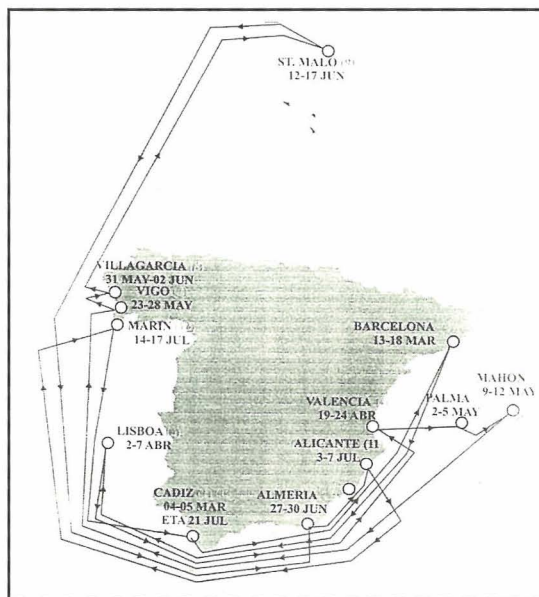 ST. MALO
12-17 JUN
VILLAGARCIA
31 MAY-02 JUN
VIGO
23-28 MAY
MARIN
14-17 JUL
BARCELONA
13-18 MAR
MAHON
9-12 MAY
VALENCIA
19-24 ABR
PALMA
2-5 MAY
LISBOA
2-7 ABR
ALICANTE (11
3-7 JUL
CADIZ
04-05 MAR
ETA 21 JUL
ALMERIA
27-30 JUN